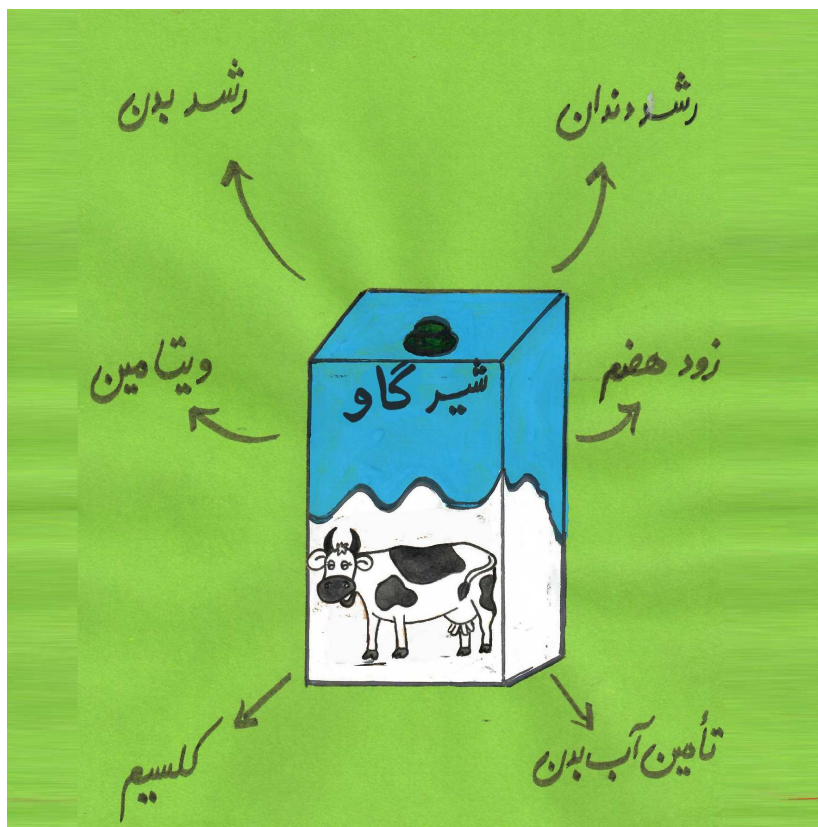 رشد دندان
رشد بدن
شیر گاو
زود هضم
ویتامین
تأمین آب بدن
کلسیم